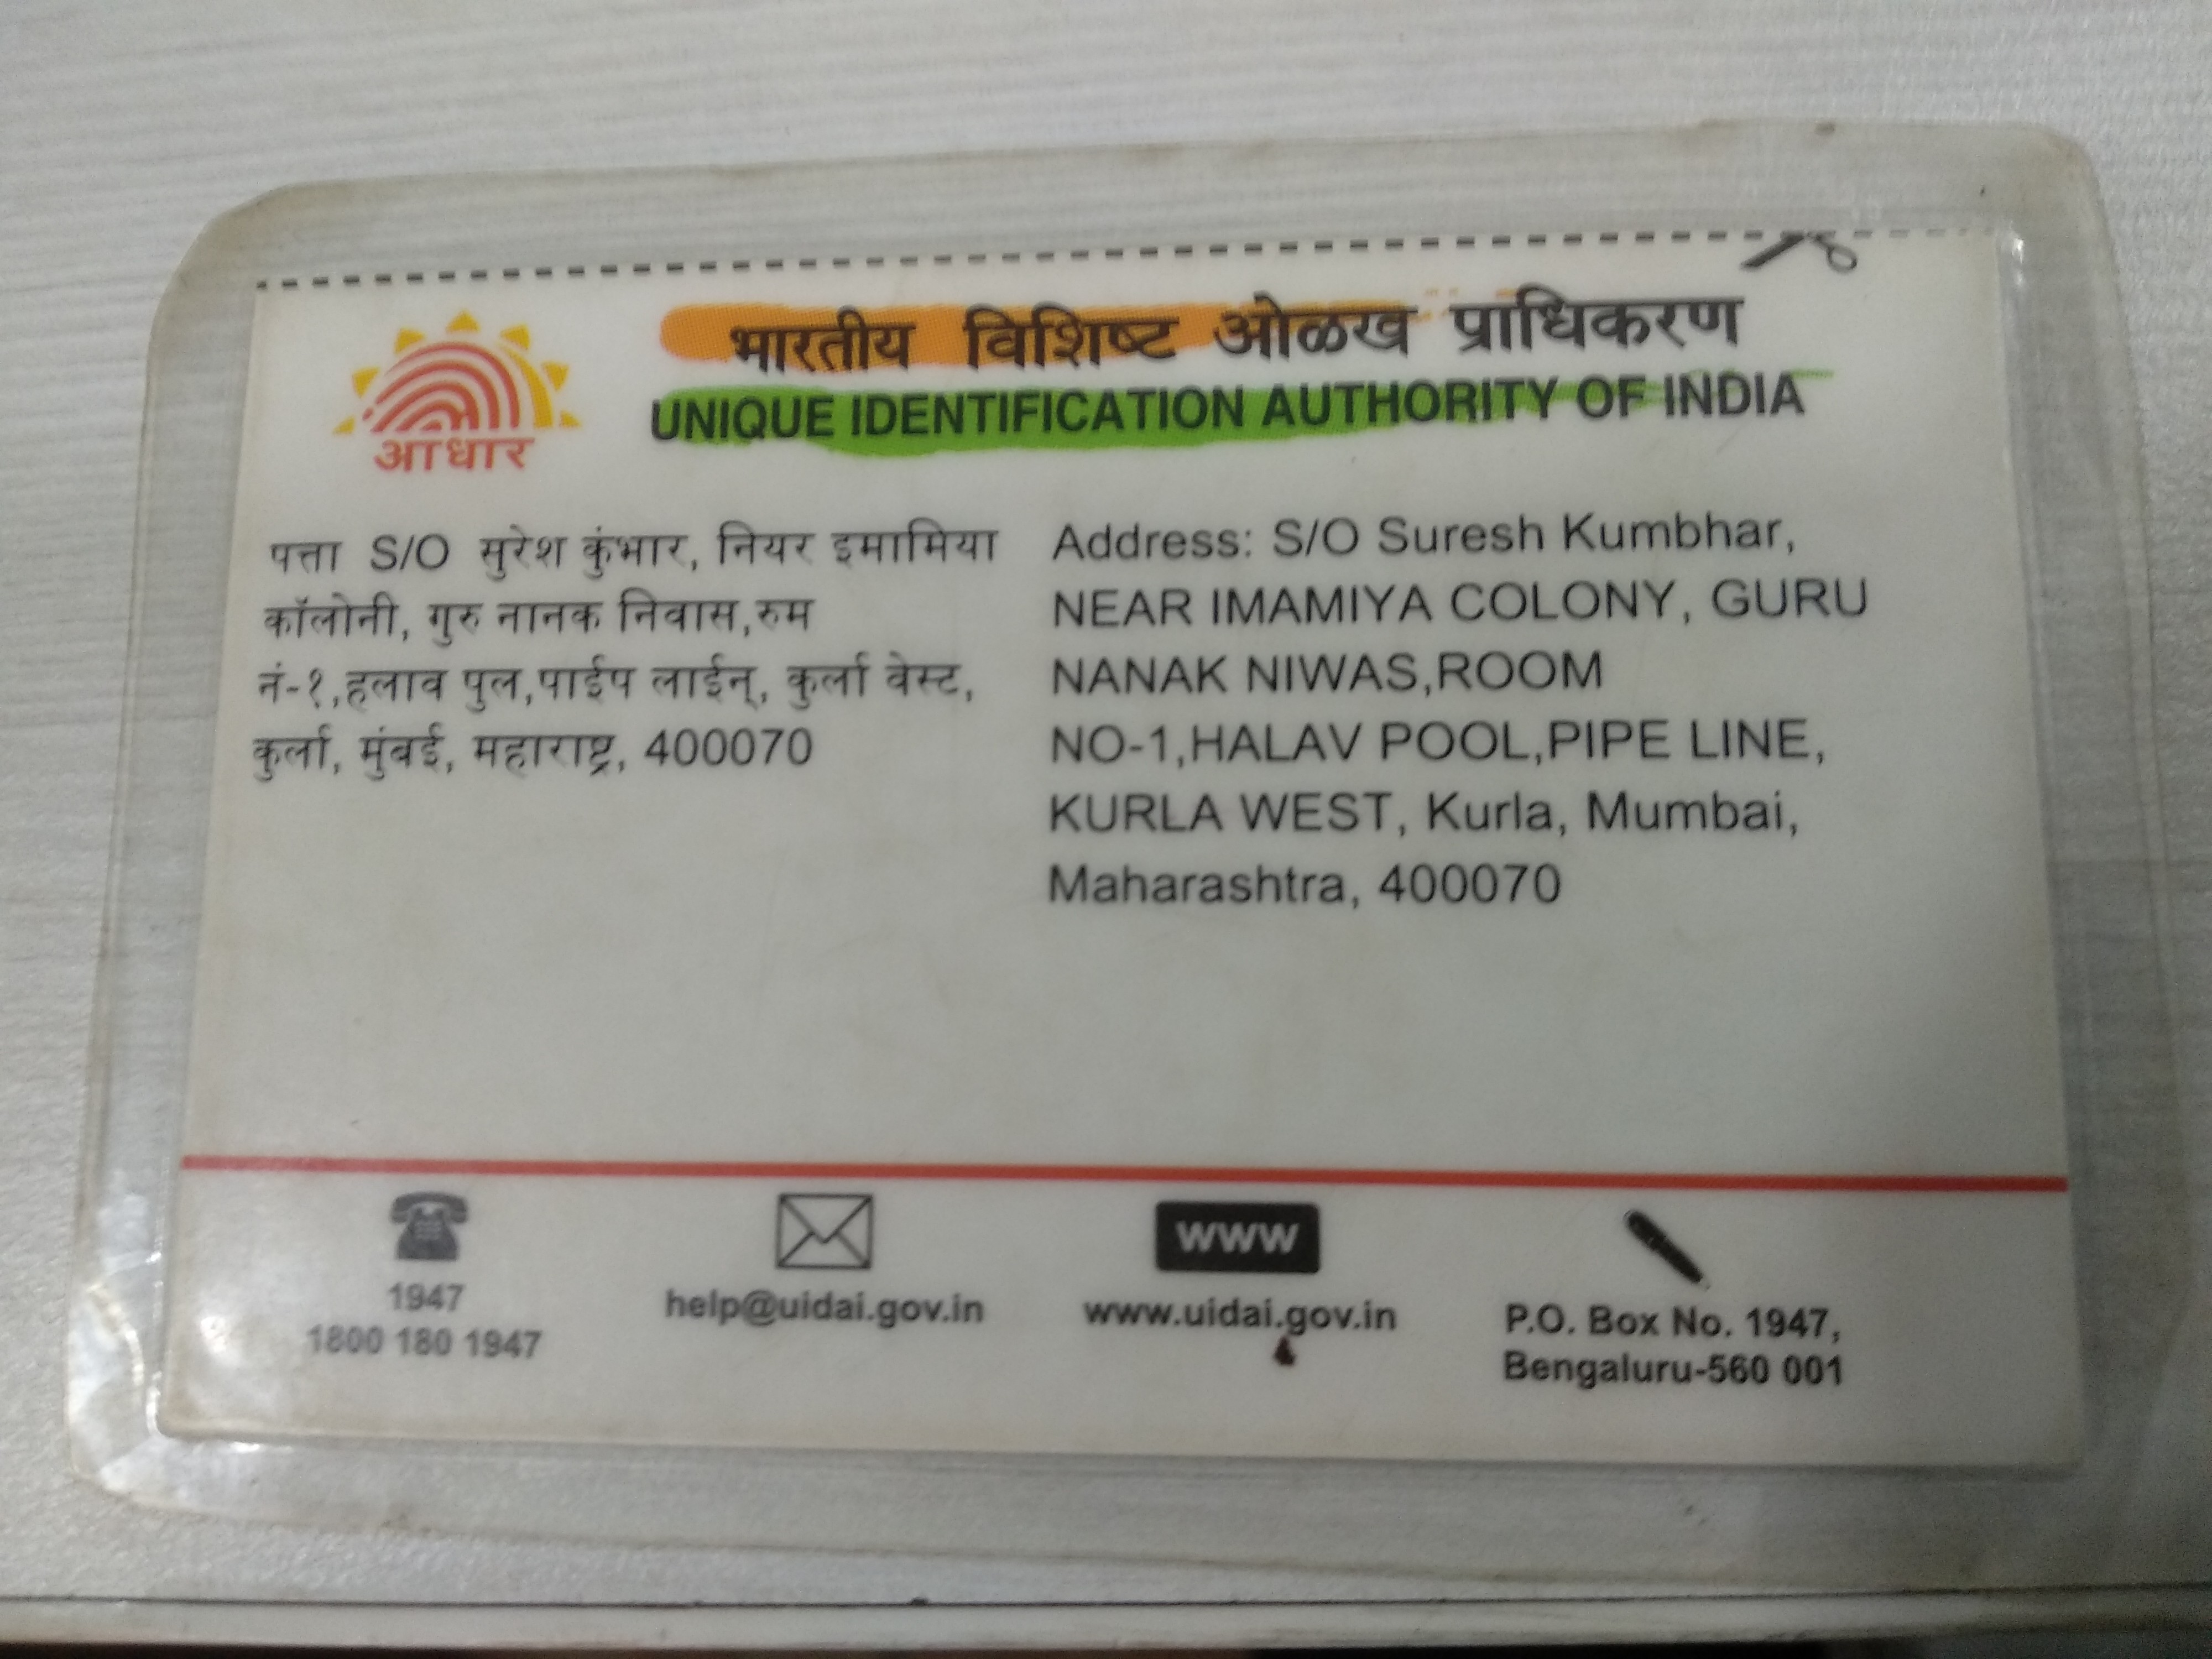 भारतीय विशिष्ट ओळख प्राधिकरण
UNIQUE IDENTIFICATION AUTHORITY OF INDIA
आधार
पत्ता S/O सुरेश कुंभार, नियर इमामिया
कॉलोनी, गुरु नानक निवास,रुम
नं-१,हलाव पुल,पाईप लाईन्, कुर्ला वेस्ट,
कुर्ला, मुंबई, महाराष्ट्र, 400070
Address: S/O Suresh Kumbhar,
NEAR IMAMIYA COLONY, GURU
NANAK NIWAS,ROOM
NO-1,HALAV POOL,PIPE LINE,
KURLA WEST, Kurla, Mumbai,
Maharashtra, 400070
1947
1800 180 1947
help@uidai.gov.in
www
www.uidai.gov.in
P.O. Box No. 1947,
Bengaluru-560 001